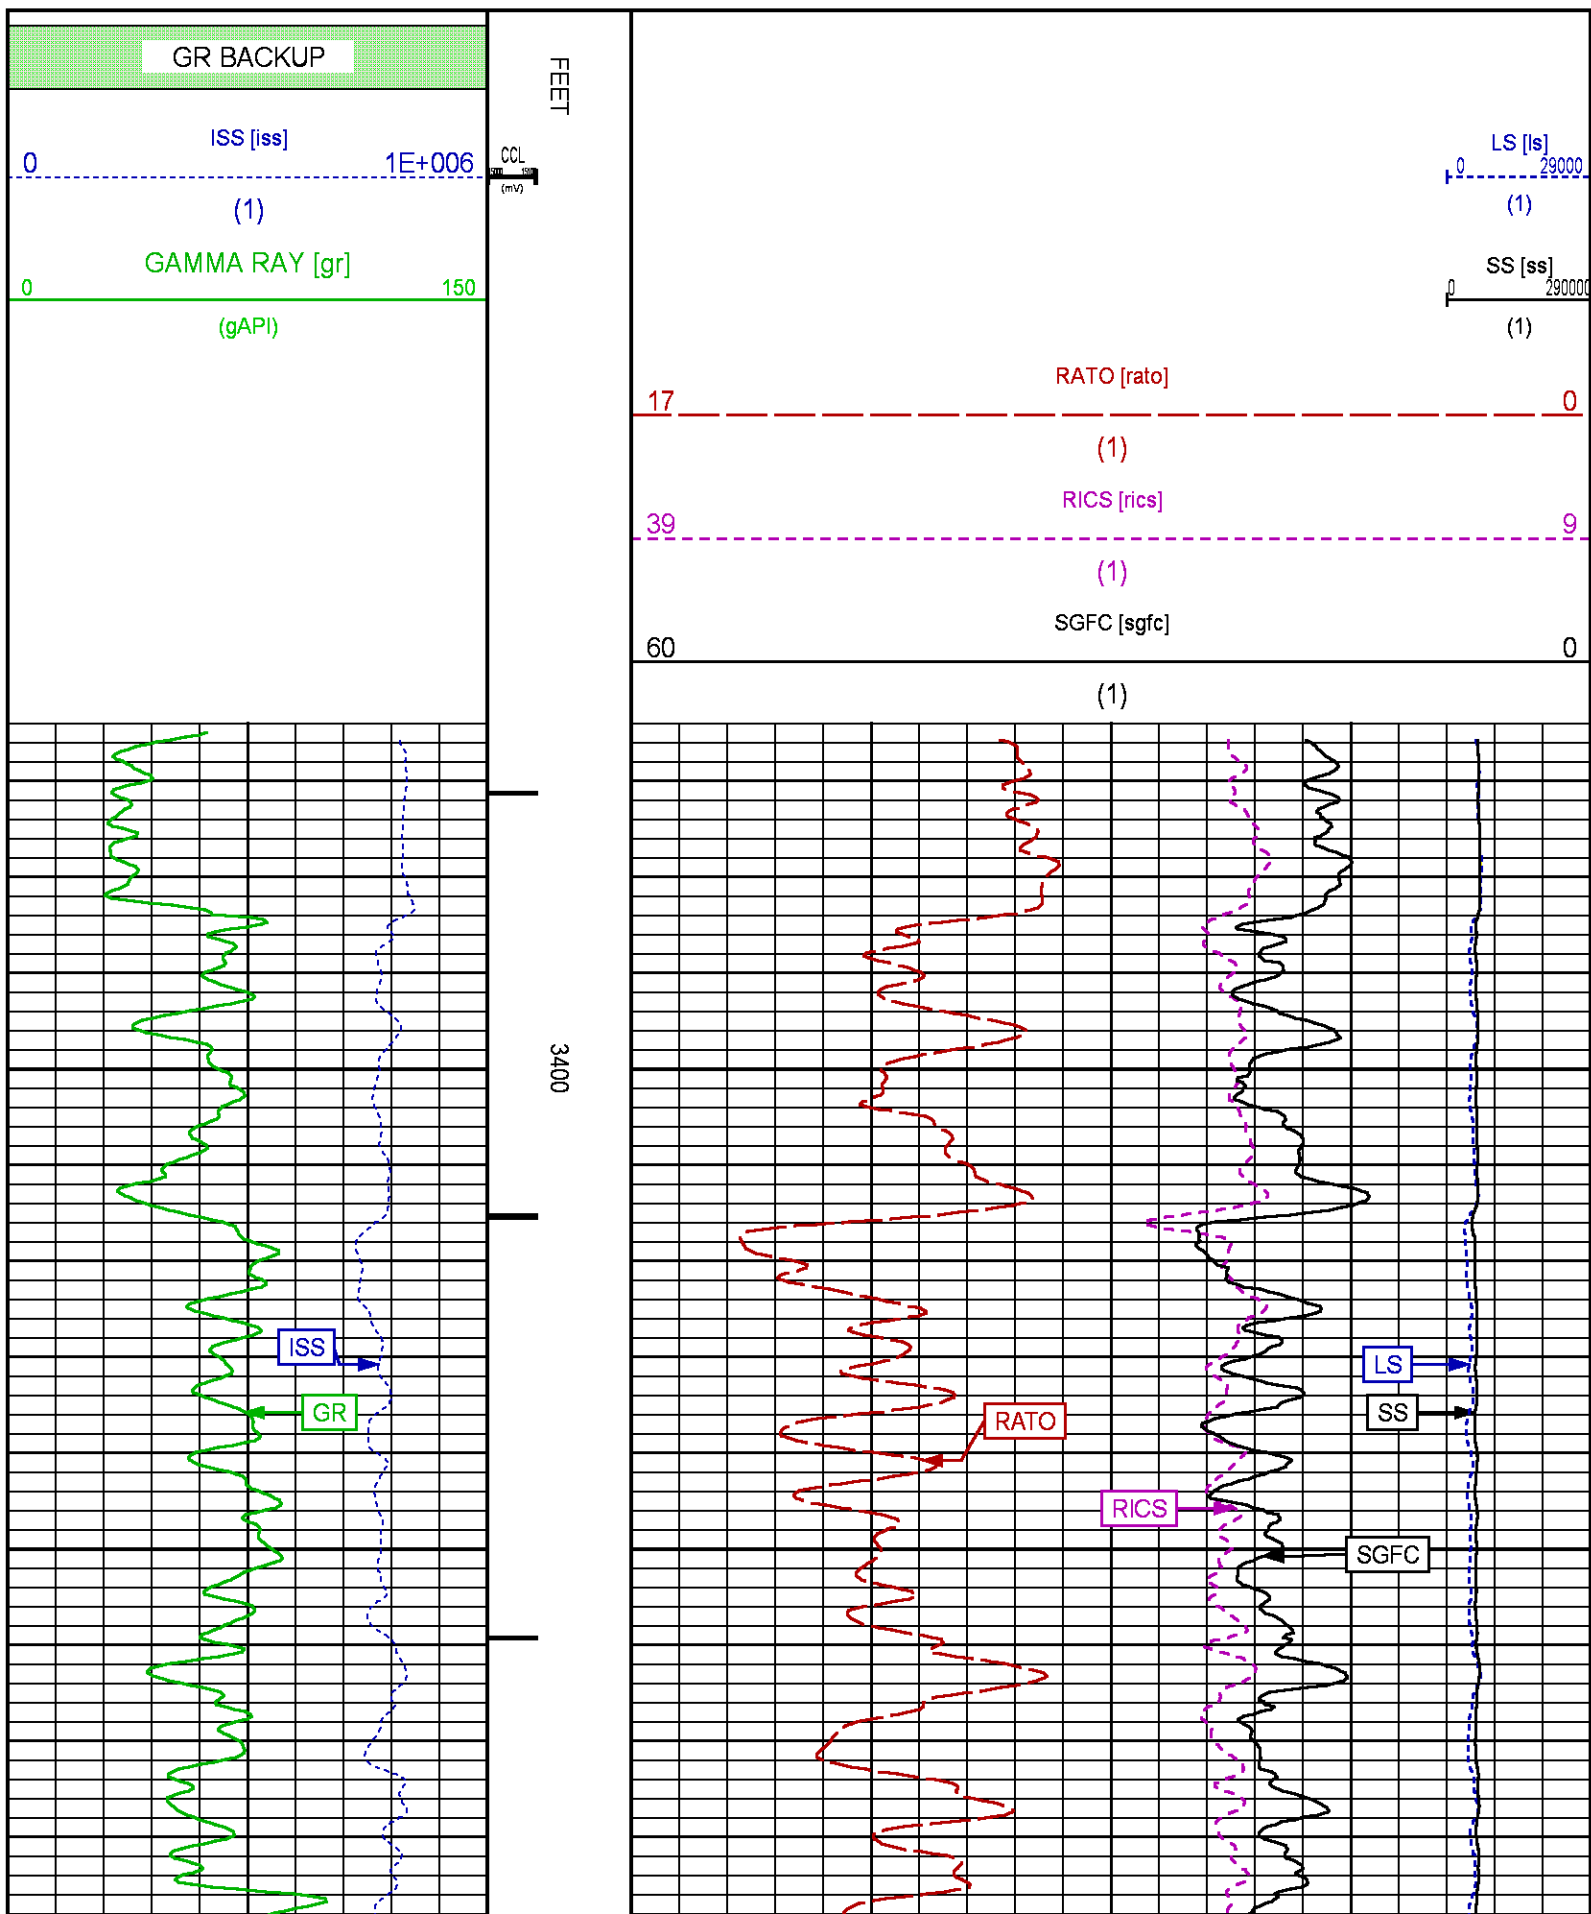 GR BACKUP
FEET
ISS [iss]
0 1E+006
(1)
CCL
(mV)
LS [ls]
0 29000
(1)
GAMMA RAY [gr]
0 150
(gAPI)
SS [ss]
0 290000
(1)
RATO [rato]
17 0
(1)
RICS [rics]
39 9
(1)
SGFC [sgfc]
60 0
(1)
3400
ISS
LS
GR
SS
RATO
RICS
SGFC